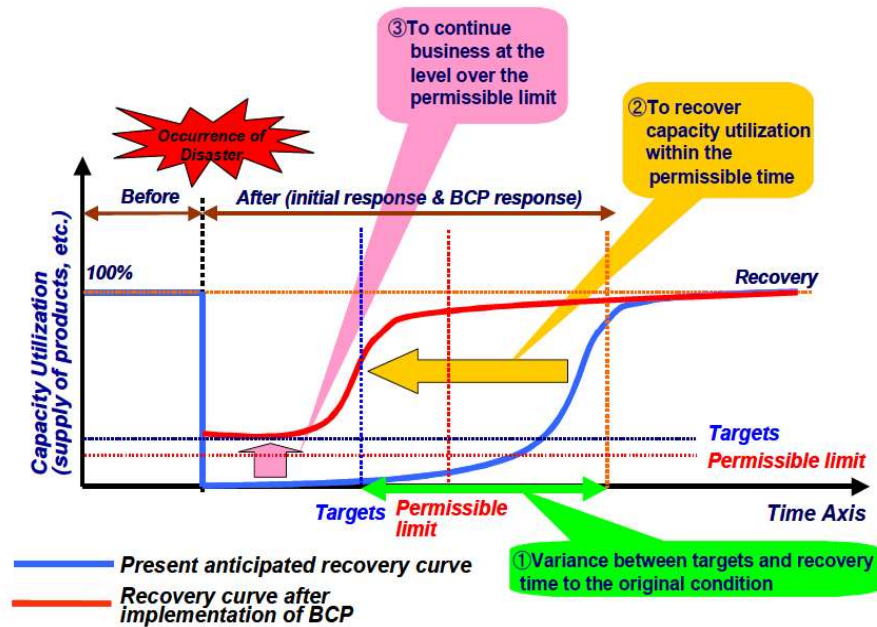 ③To continue
business at the
level over the
permissible limit
②To recover
capacity utilization
within the
permissible time
Occurrence of
Disaster
Before
After (initial response & BCP response)
100%
Recovery
Capacity Utilization
(supply of products, etc.)
Targets
Permissible limit
Targets
Permissible
limit
Time Axis
①Variance between targets and recovery
time to the original condition
Present anticipated recovery curve
Recovery curve after
implementation of BCP